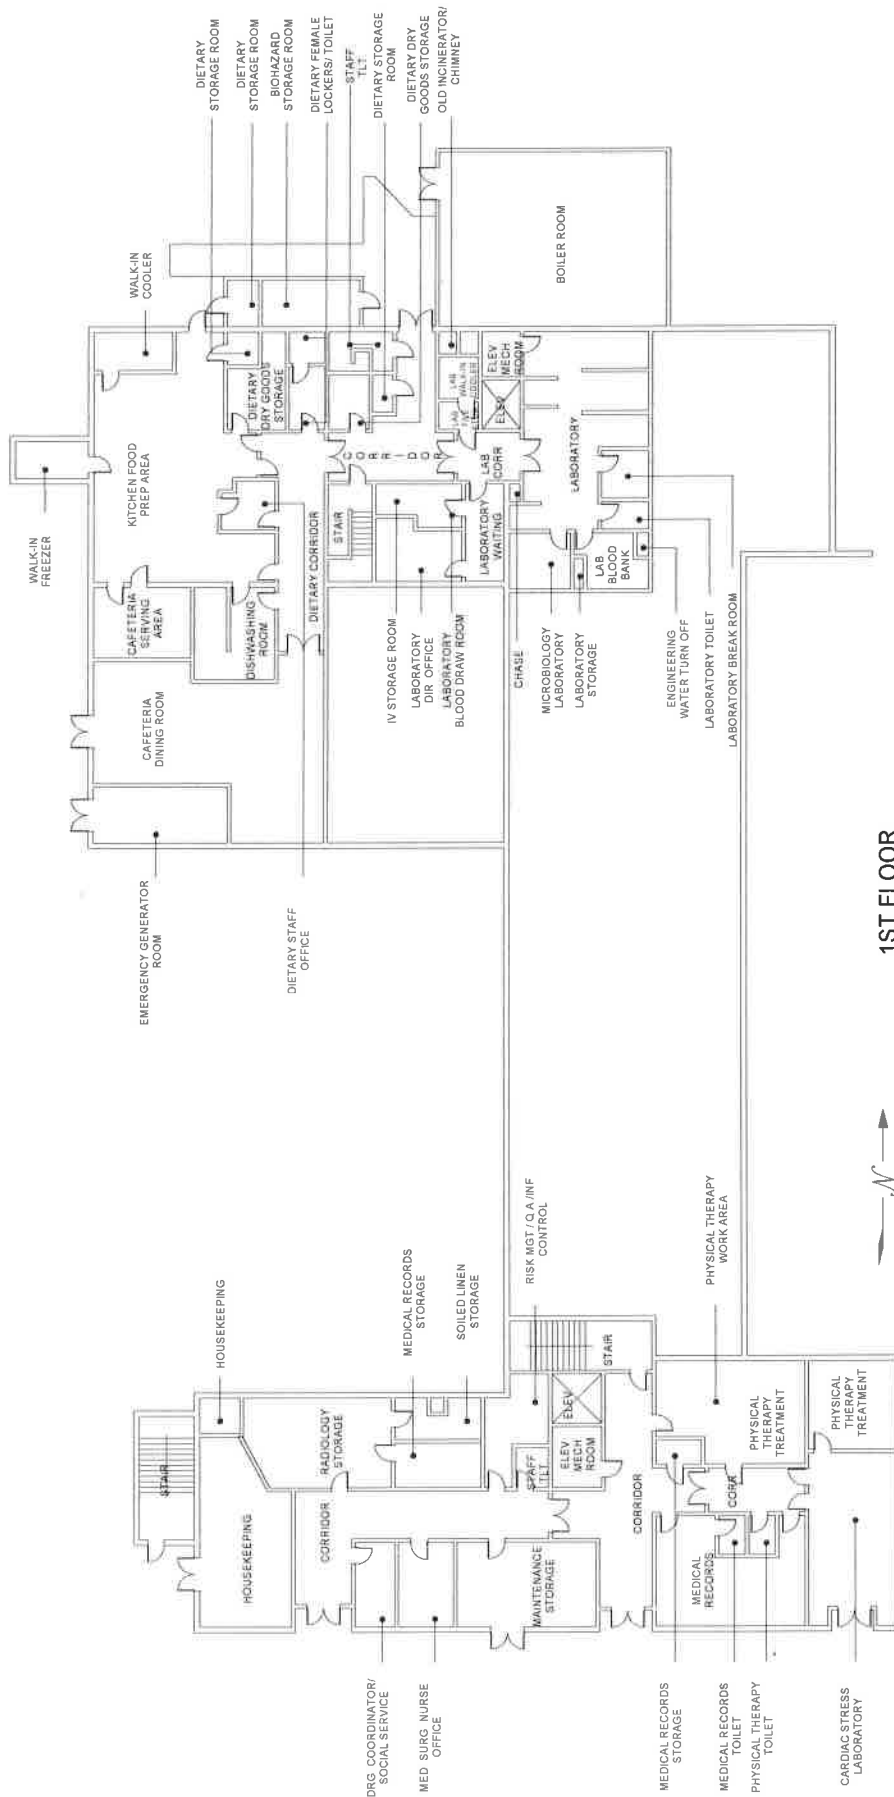 DIETARY
STORAGE ROOM
DIETARY
STORAGE ROOM
BIOHAZARD
STORAGE ROOM
DIETARY FEMALE
LOCKERS/ TOILET
STAFF
TLT.
DIETARY STORAGE
ROOM
DIETARY DRY
GOODS STORAGE
OLD INCINERATOR/
CHIMNEY
WALK-IN
COOLER
WALK-IN
FREEZER
KITCHEN FOOD
PREP AREA
DIETARY
DRY GOODS
STORAGE
BOILER ROOM
ELEV
MECH
ROOM
LAB
WALK-IN
COOLER
LAB
ELEV
CORRIDOR
LAB
CORR
LABORATORY
STAIR
LABORATORY
WAITING
DIETARY CORRIDOR
CAFETERIA
SERVING
AREA
DISHWASHING
ROOM
CAFETERIA
DINING ROOM
LAB
BLOOD
BANK
IV STORAGE ROOM
LABORATORY
DIR OFFICE
LABORATORY
BLOOD DRAW ROOM
CHASE
MICROBIOLOGY
LABORATORY
LABORATORY
STORAGE
ENGINEERING
WATER TURN OFF
LABORATORY TOILET
LABORATORY BREAK ROOM
EMERGENCY GENERATOR
ROOM
DIETARY STAFF
OFFICE
1ST FLOOR
N
HOUSEKEEPING
MEDICAL RECORDS
STORAGE
SOILED LINEN
STORAGE
RISK MGT / Q A /INF
CONTROL
PHYSICAL THERAPY
WORK AREA
STAIR
STAIR
RADIOLOGY
STORAGE
ELEV
ELEV
MECH
ROOM
STAFF
TLT
PHYSICAL
THERAPY
TREATMENT
PHYSICAL
THERAPY
TREATMENT
HOUSEKEEPING
CORRIDOR
CORRIDOR
CORR
MAINTENANCE
STORAGE
MEDICAL
RECORDS
DRG COORDINATOR/
SOCIAL SERVICE
MED SURG NURSE
OFFICE
MEDICAL RECORDS
STORAGE
MEDICAL RECORDS
TOILET
PHYSICAL THERAPY
TOILET
CARDIAC STRESS
LABORATORY